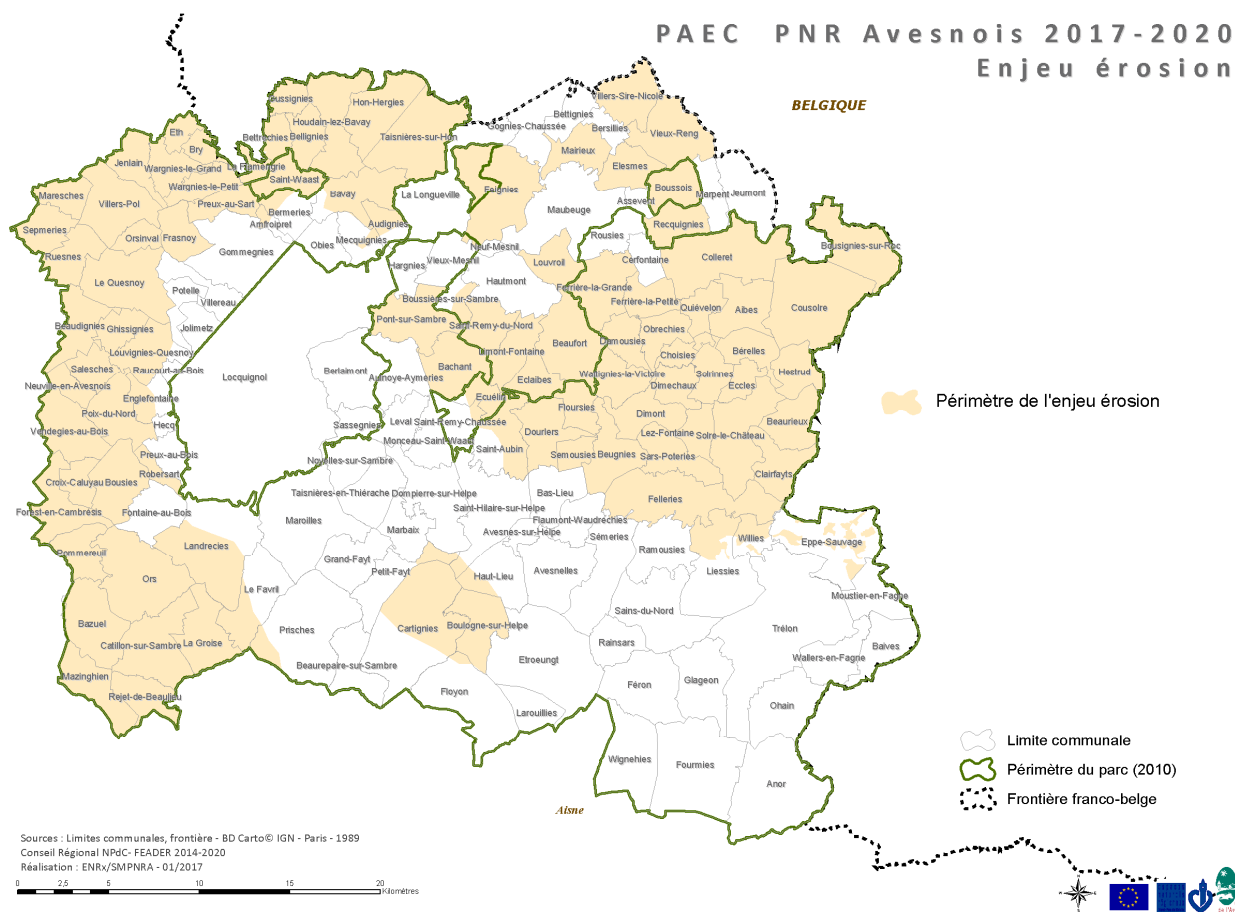 PAEC PNR Avesnois 2017-2020
Enjeu érosion
BELGIQUE
Villers-Sire-Nicole
Hon-Hergies
Bettignies
Gognies-Chaussée
Bersillies
Houdain-lez-Bavay
Vieux-Reng
Eth
Bettrechies Bellignies
Taisnières-sur-Hon
Bry
Mairieux
Jenlain
Wargnies-le-Grand
La Flamengrie
Elesmes
Saint-Waast
Wargnies-le-Petit
Boussois
Maresches
Villers-Pol
Preux-au-Sart
Bavay
La Longueville
Feignies
Assevent
Marpent
Jeumont
Bermeries
Maubeuge
Amfroipret
Audignies
Recquignies
Sepmeries
Orsinval
Frasnoy
Obies
Mecquignies
Rousies
Gommegnies
Neuf-Mesnil
Bousignies-sur-Roc
Ruesnes
Hargnies
Vieux-Mesnil
Louvroil
Cerfontaine
Colleret
Le Quesnoy
Potelle
Hautmont
Ferrière-la-Grande
Villereau
Boussières-sur-Sambre
Ferrière-la-Petite
Quiévelon
Aibes
Cousolre
Beaudignies
Ghissignies
Jolimetz
Pont-sur-Sambre
Saint-Remy-du-Nord
Obrechies
Beaufort
Damousies
Louvignies-Quesnoy
Limont-Fontaine
Choisies
Bérelles
Salesches
Raucourt-au-Bois
Locquignol
Berlaimont
Aulnoye-Aymeries
Bachant
Eclaibes
Wattignies-la-Victoire
Solrinnes
Hestrud
Neuville-en-Avesnois
Dimechaux
Eccles
Englefontaine
Ecuélin
Poix-du-Nord
Floursies
Dimont
Hecq
Sassegnies
Leval
Saint-Remy-Chaussée
Beaurieux
Vendegies-au-Bois
Dourlers
Lez-Fontaine
Solre-le-Château
Monceau-Saint-Waast
Saint-Aubin
Preux-au-Bois
Noyelles-sur-Sambre
Semousies
Beugnies
Sars-Poteries
Robersart
Croix-Caluyau
Bousies
Clairfayts
Taisnières-en-Thiérache
Dompierre-sur-Helpe
Bas-Lieu
Felleries
Forest-en-Cambrésis
Fontaine-au-Bois
Saint-Hilaire-sur-Helpe
Maroilles
Flaumont-Waudrechies
Marbaix
Avesnes-sur-Helpe
Sémeries
Willies
Eppe-Sauvage
Landrecies
Pommereuil
Ramousies
Grand-Fayt
Petit-Fayt
Haut-Lieu
Avesnelles
Liessies
Ors
Le Favril
Moustier-en-Fagne
Sains-du-Nord
Bazuel
Prisches
Cartignies
Boulogne-sur-Helpe
Trélon
Catillon-sur-Sambre
La Groise
Rainsars
Baives
Etroeungt
Wallers-en-Fagne
Beaurepaire-sur-Sambre
Mazinghien
Féron
Glageon
Rejet-de-Beaulieu
Floyon
Ohain
Larouillies
Wignehies
Fourmies
Anor
Aisne
Périmètre de l'enjeu érosion
Limite communale
Périmètre du parc (2010)
Frontière franco-belge
Sources : Limites communales, frontière - BD Carto© IGN - Paris - 1989
Conseil Régional NPdC- FEADER 2014-2020
Réalisation : ENRx/SMPNRA - 01/2017
0 2,5 5 10 15 20
Kilomètres